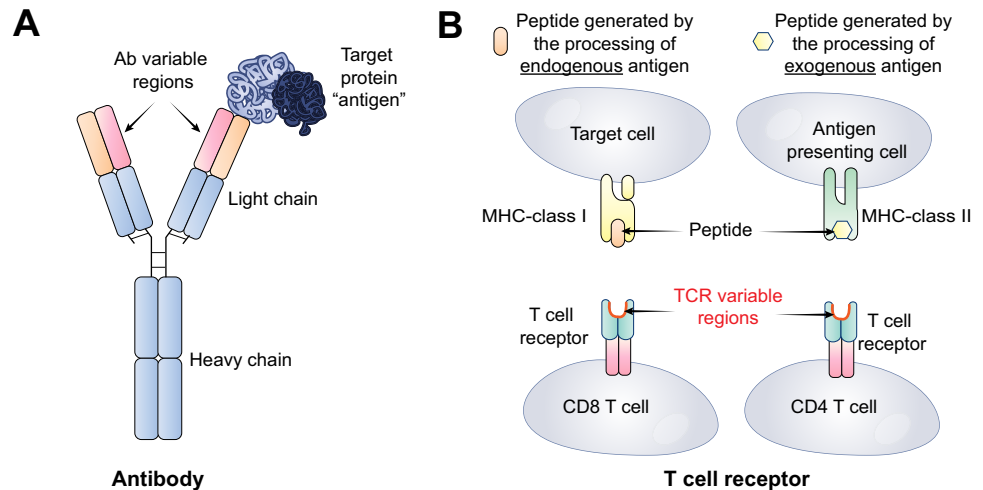 A
Ab variable
regions
Target
protein
“antigen”
Light chain
Heavy chain
Antibody
B
Peptide generated by
the processing of
endogenous antigen
Peptide generated by
the processing of
exogenous antigen
Target cell
Antigen
presenting cell
MHC-class I
Peptide
MHC-class II
TCR variable
regions
T cell
receptor
T cell
receptor
CD8 T cell
CD4 T cell
T cell receptor